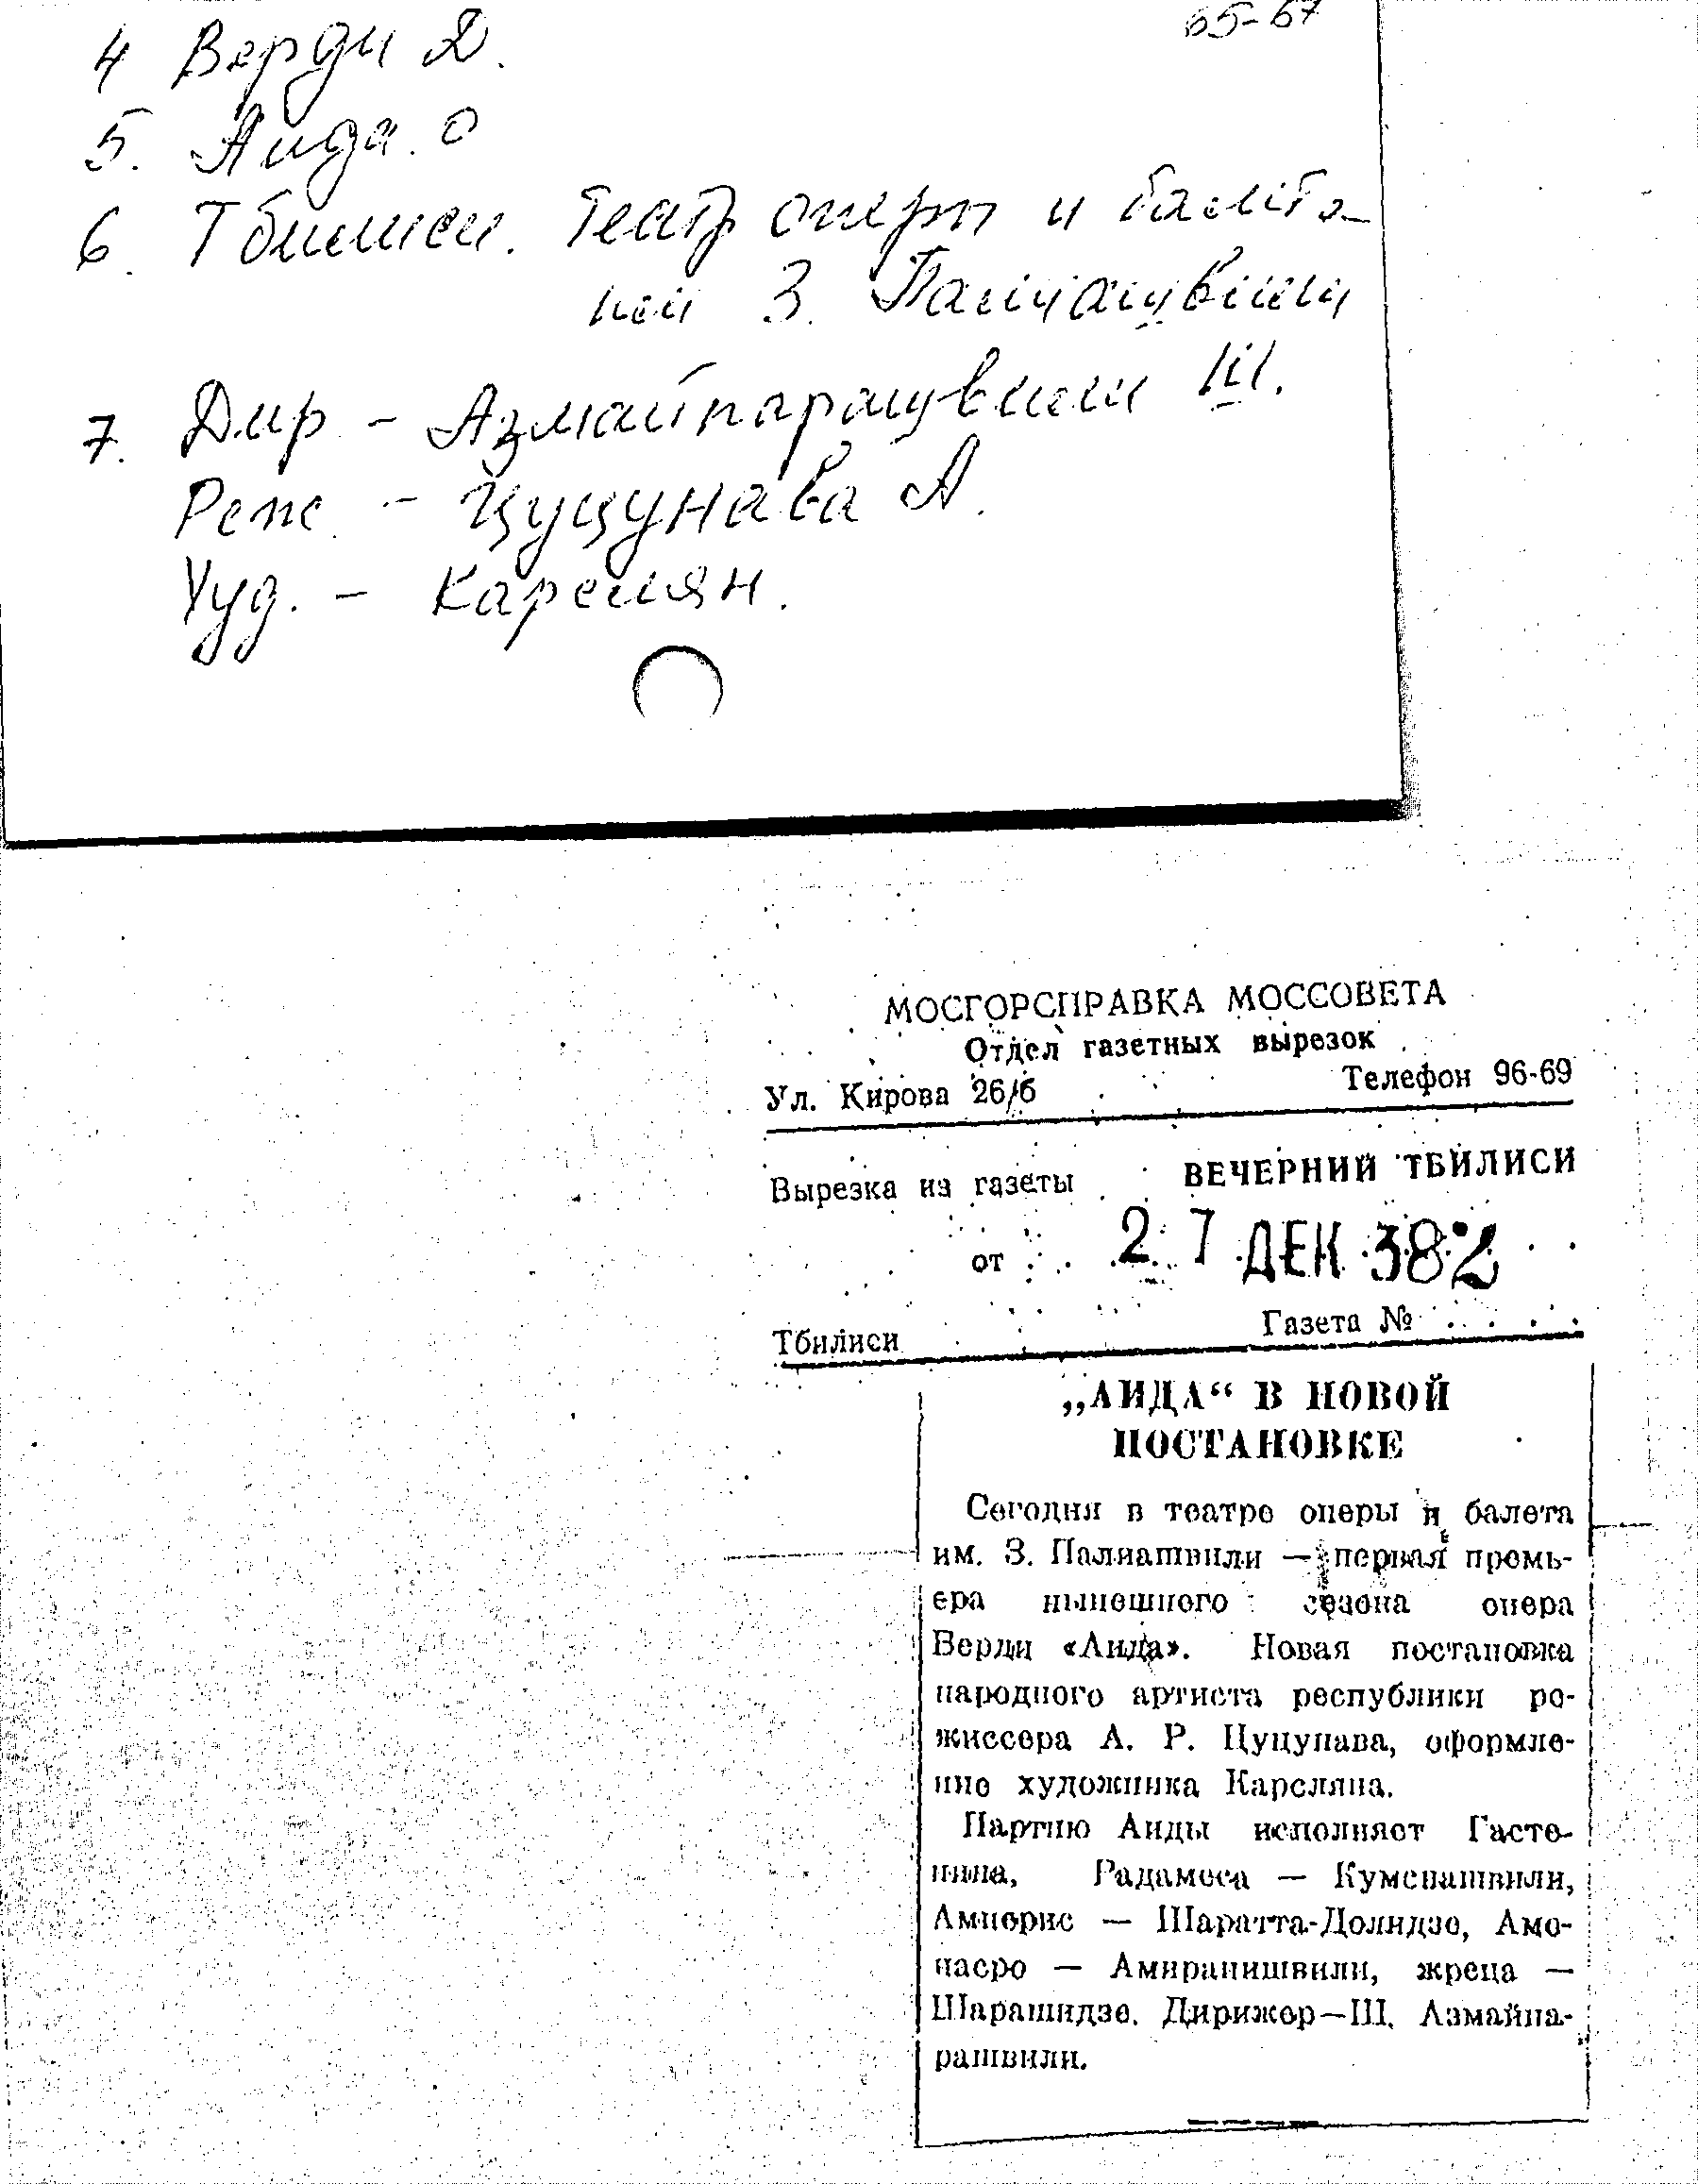 65-67
4 Верди Д.
5. Аида. О
6. Тбилиси. Театр оперы и балета
им З. Палиашвили
7. Дир. - Азмайпарашвили Ш.
Реж. - Цуцунава А.
Худ. - Карслян.
МОСГОРСПРАВКА МОССОВЕТА
Отдел газетных вырезок
Ул. Кирова 26/б Телефон 96-69
Вырезка из газеты ВЕЧЕРНИЙ ТБИЛИСИ
от 27 ДЕК 382
Тбилиси Газета №
„АИДА“ В НОВОЙ
ПОСТАНОВКЕ
Сегодня в театре оперы и балета
им. З. Палиашвили — первая премь-
ера нынешнего сезона опера
Верди «Аида». Новая постановка
народного артиста республики ре-
жиссера А. Р. Цуцунава, оформле-
ние художника Карсляна.
Партию Аиды исполняет Гасте-
нина, Радамеса — Кумсиашвили,
Амнерис — Шаратта-Долидзе, Амо-
насро — Амиранишвили, жреца —
Шарашидзе. Дирижер—Ш. Азмайпа-
рашвили.